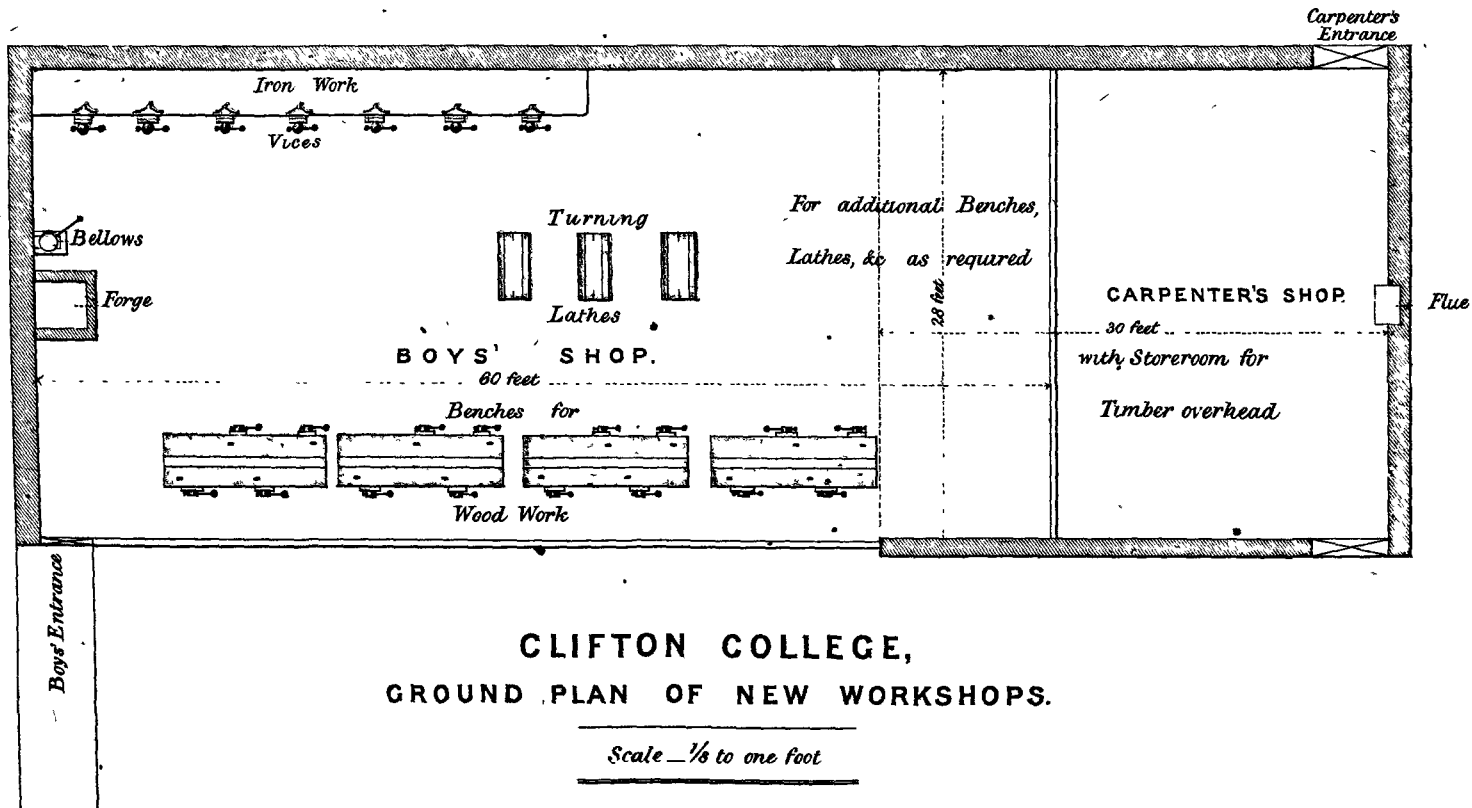 Carpenter's
Entrance
Iron Work
Vices
Bellows
Forge
Turning
Lathes
For additional Benches,
Lathes, &c as required
28 feet
CARPENTER'S SHOP.
30 feet
with Storeroom for
Timber overhead
Flue
BOYS' SHOP.
60 feet
Benches for
Wood Work
Boys' Entrance
CLIFTON COLLEGE,
GROUND PLAN OF NEW WORKSHOPS.
Scale _ 1/8 to one foot